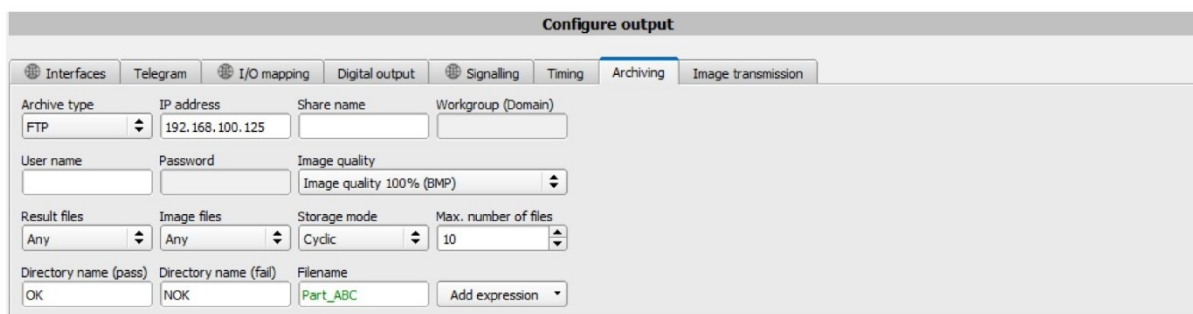 Configure output
Interfaces Telegram I/O mapping Digital output Signalling Timing Archiving Image transmission
Archive type IP address Share name Workgroup (Domain)
FTP 192.168.100.125
User name Password Image quality
Image quality 100% (BMP)
Result files Image files Storage mode Max. number of files
Any Any Cyclic 10
Directory name (pass) Directory name (fail) Filename
OK NOK Part_ABC Add expression